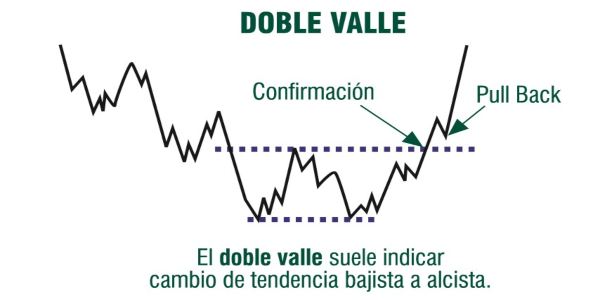 DOBLE VALLE
Confirmación
Pull Back
El doble valle suele indicar
cambio de tendencia bajista a alcista.